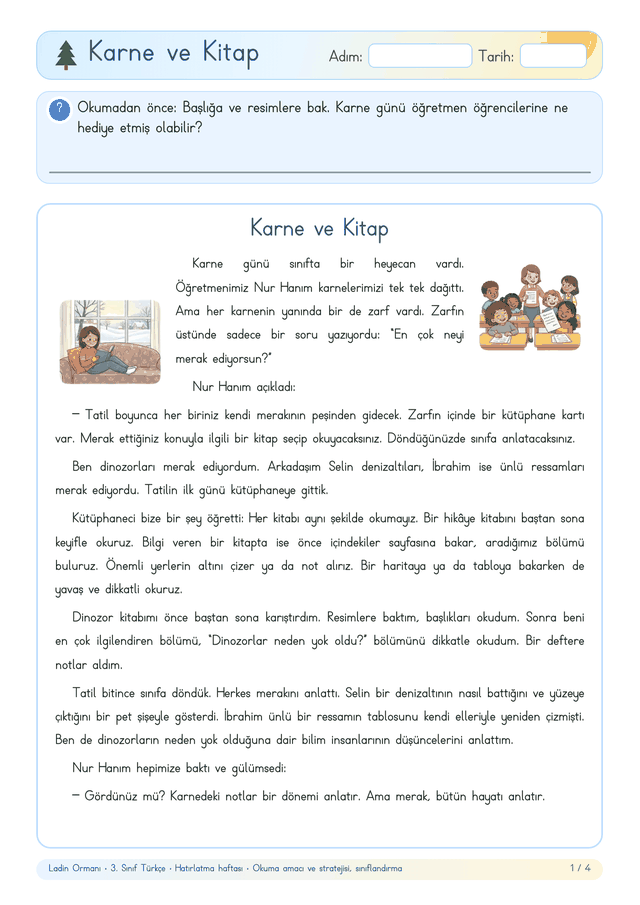 Karne ve Kitap
Adım:
Tarih:
? Okumadan önce: Başlığa ve resimlere bak. Karne günü öğretmen öğrencilerine ne
hediye etmiş olabilir?
Karne ve Kitap
Karne günü sınıfta bir heyecan vardı.
Öğretmenimiz Nur Hanım karnelerimizi tek tek dağıttı.
Ama her karnenin yanında bir de zarf vardı. Zarfın
üstünde sadece bir soru yazıyordu: "En çok neyi
merak ediyorsun?"
Nur Hanım açıkladı:
– Tatil boyunca her biriniz kendi merakının peşinden gidecek. Zarfın içinde bir kütüphane kartı
var. Merak ettiğiniz konuyla ilgili bir kitap seçip okuyacaksınız. Döndüğünüzde sınıfa anlatacaksınız.
Ben dinozorları merak ediyordum. Arkadaşım Selin denizaltıları, İbrahim ise ünlü ressamları
merak ediyordu. Tatilin ilk günü kütüphaneye gittik.
Kütüphaneci bize bir şey öğretti: Her kitabı aynı şekilde okumayız. Bir hikâye kitabını baştan sona
keyifle okuruz. Bilgi veren bir kitapta ise önce içindekiler sayfasına bakar, aradığımız bölümü
buluruz. Önemli yerlerin altını çizer ya da not alırız. Bir haritaya ya da tabloya bakarken de
yavaş ve dikkatli okuruz.
Dinozor kitabımı önce baştan sona karıştırdım. Resimlere baktım, başlıkları okudum. Sonra beni
en çok ilgilendiren bölümü, "Dinozorlar neden yok oldu?" bölümünü dikkatle okudum. Bir deftere
notlar aldım.
Tatil bitince sınıfa döndük. Herkes merakını anlattı. Selin bir denizaltının nasıl battığını ve yüzeye
çıktığını bir pet şişeyle gösterdi. İbrahim ünlü bir ressamın tablosunu kendi elleriyle yeniden çizmişti.
Ben de dinozorların neden yok olduğuna dair bilim insanlarının düşüncelerini anlattım.
Nur Hanım hepimize baktı ve gülümsedi:
– Gördünüz mü? Karnedeki notlar bir dönemi anlatır. Ama merak, bütün hayatı anlatır.
Ladin Ormanı • 3. Sınıf Türkçe • Hatırlatma haftası • Okuma amacı ve stratejisi, sınıflandırma
1 / 4